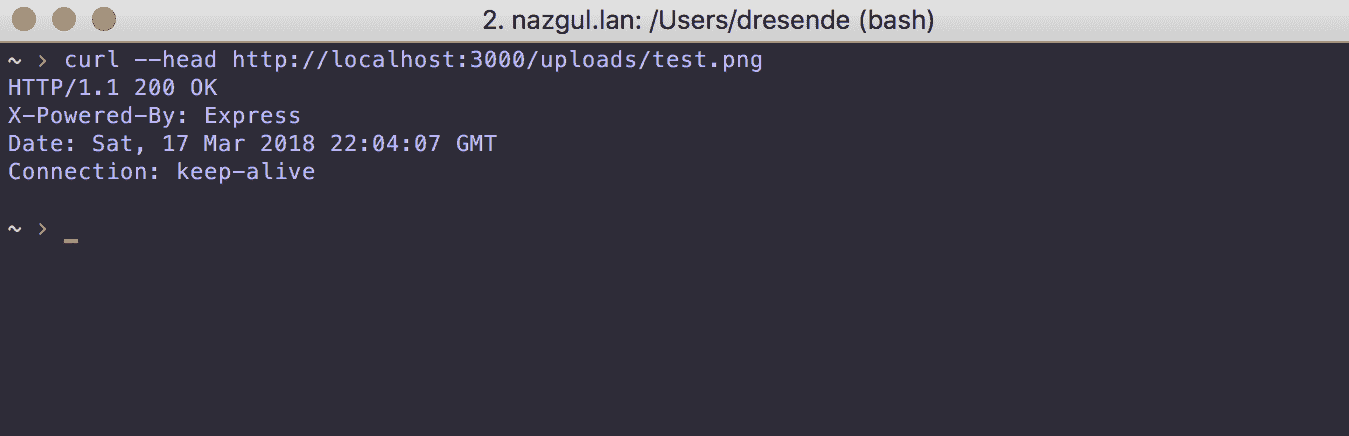 2. nazgul.lan: /Users/dresende (bash)
~ › curl --head http://localhost:3000/uploads/test.png
HTTP/1.1 200 OK
X-Powered-By: Express
Date: Sat, 17 Mar 2018 22:04:07 GMT
Connection: keep-alive
~ › _